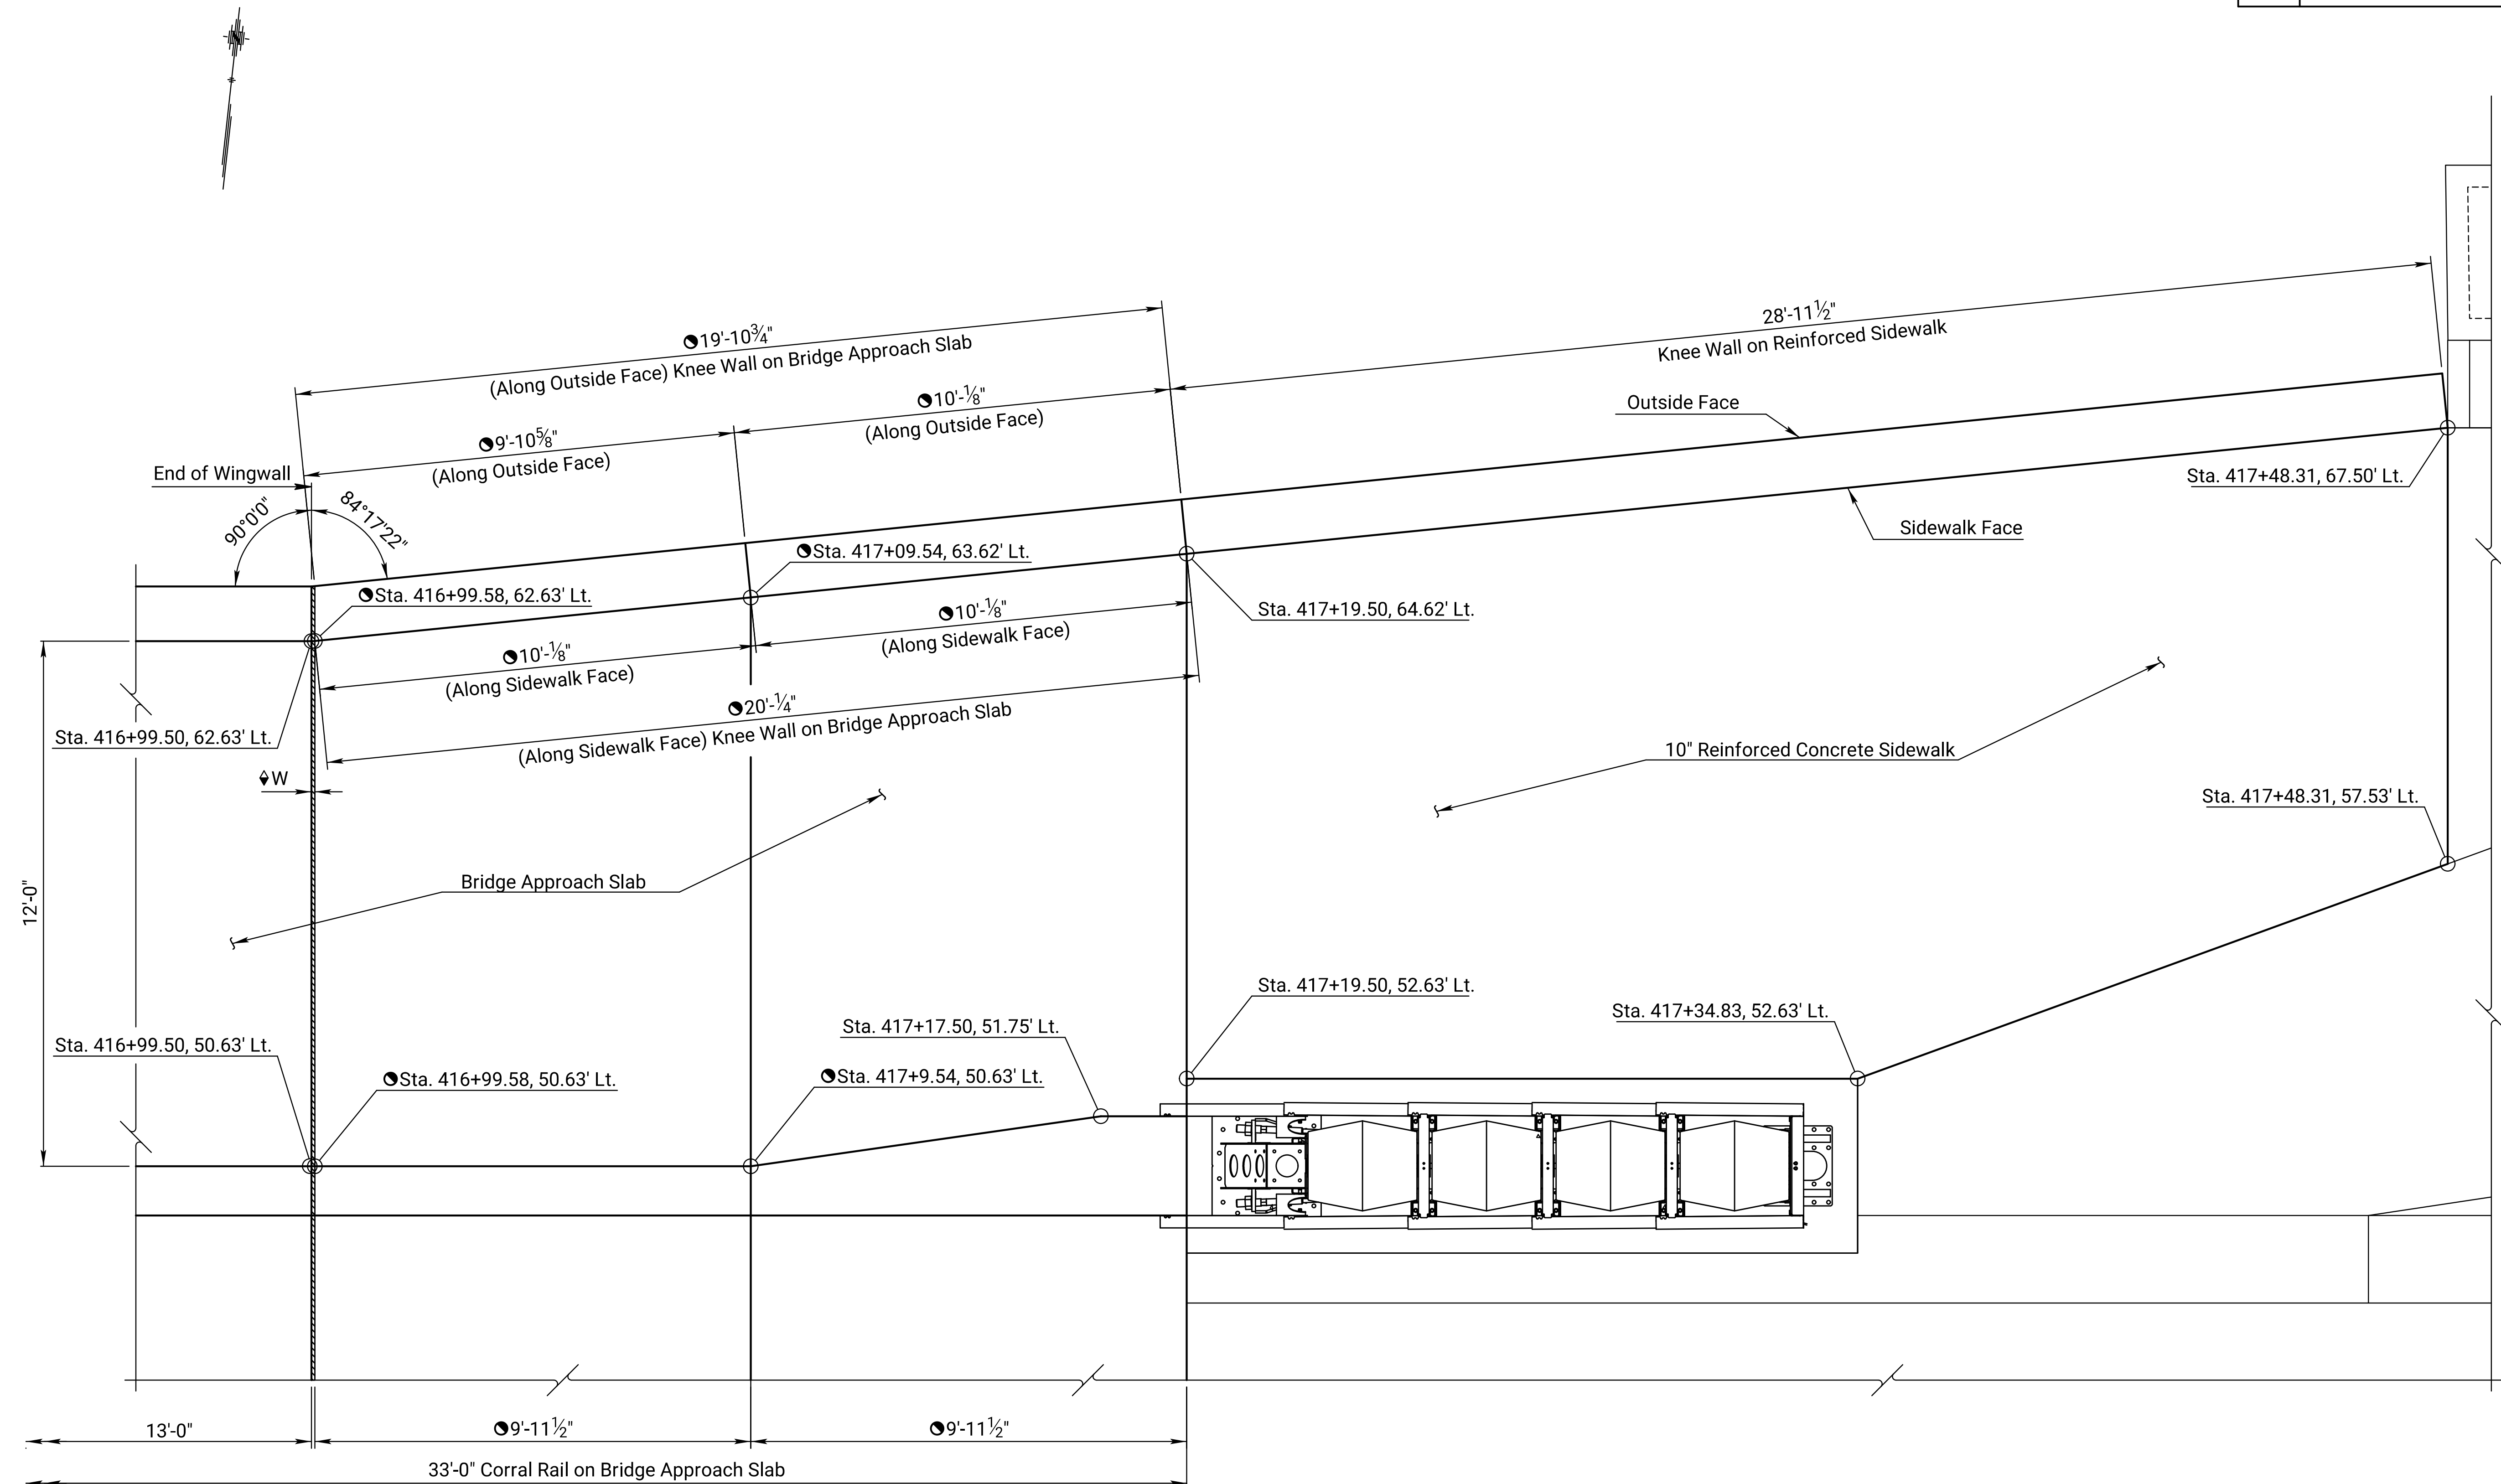 N
◑19'-10¾"
(Along Outside Face) Knee Wall on Bridge Approach Slab
28'-11½"
Knee Wall on Reinforced Sidewalk
◑10'-⅛"
(Along Outside Face)
◑9'-10⅝"
(Along Outside Face)
Outside Face
End of Wingwall
90°0'0"
84°17'22"
Sta. 417+48.31, 67.50' Lt.
Sidewalk Face
◑Sta. 417+09.54, 63.62' Lt.
◑Sta. 416+99.58, 62.63' Lt.
◑10'-⅛"
(Along Sidewalk Face)
Sta. 417+19.50, 64.62' Lt.
◑10'-⅛"
(Along Sidewalk Face)
◑20'-¼"
(Along Sidewalk Face) Knee Wall on Bridge Approach Slab
Sta. 416+99.50, 62.63' Lt.
10" Reinforced Concrete Sidewalk
W
Sta. 417+48.31, 57.53' Lt.
Bridge Approach Slab
12'-0"
Sta. 417+19.50, 52.63' Lt.
Sta. 417+34.83, 52.63' Lt.
Sta. 417+17.50, 51.75' Lt.
Sta. 416+99.50, 50.63' Lt.
◑Sta. 416+99.58, 50.63' Lt.
◑Sta. 417+9.54, 50.63' Lt.
13'-0"
◑9'-11½"
◑9'-11½"
33'-0" Corral Rail on Bridge Approach Slab